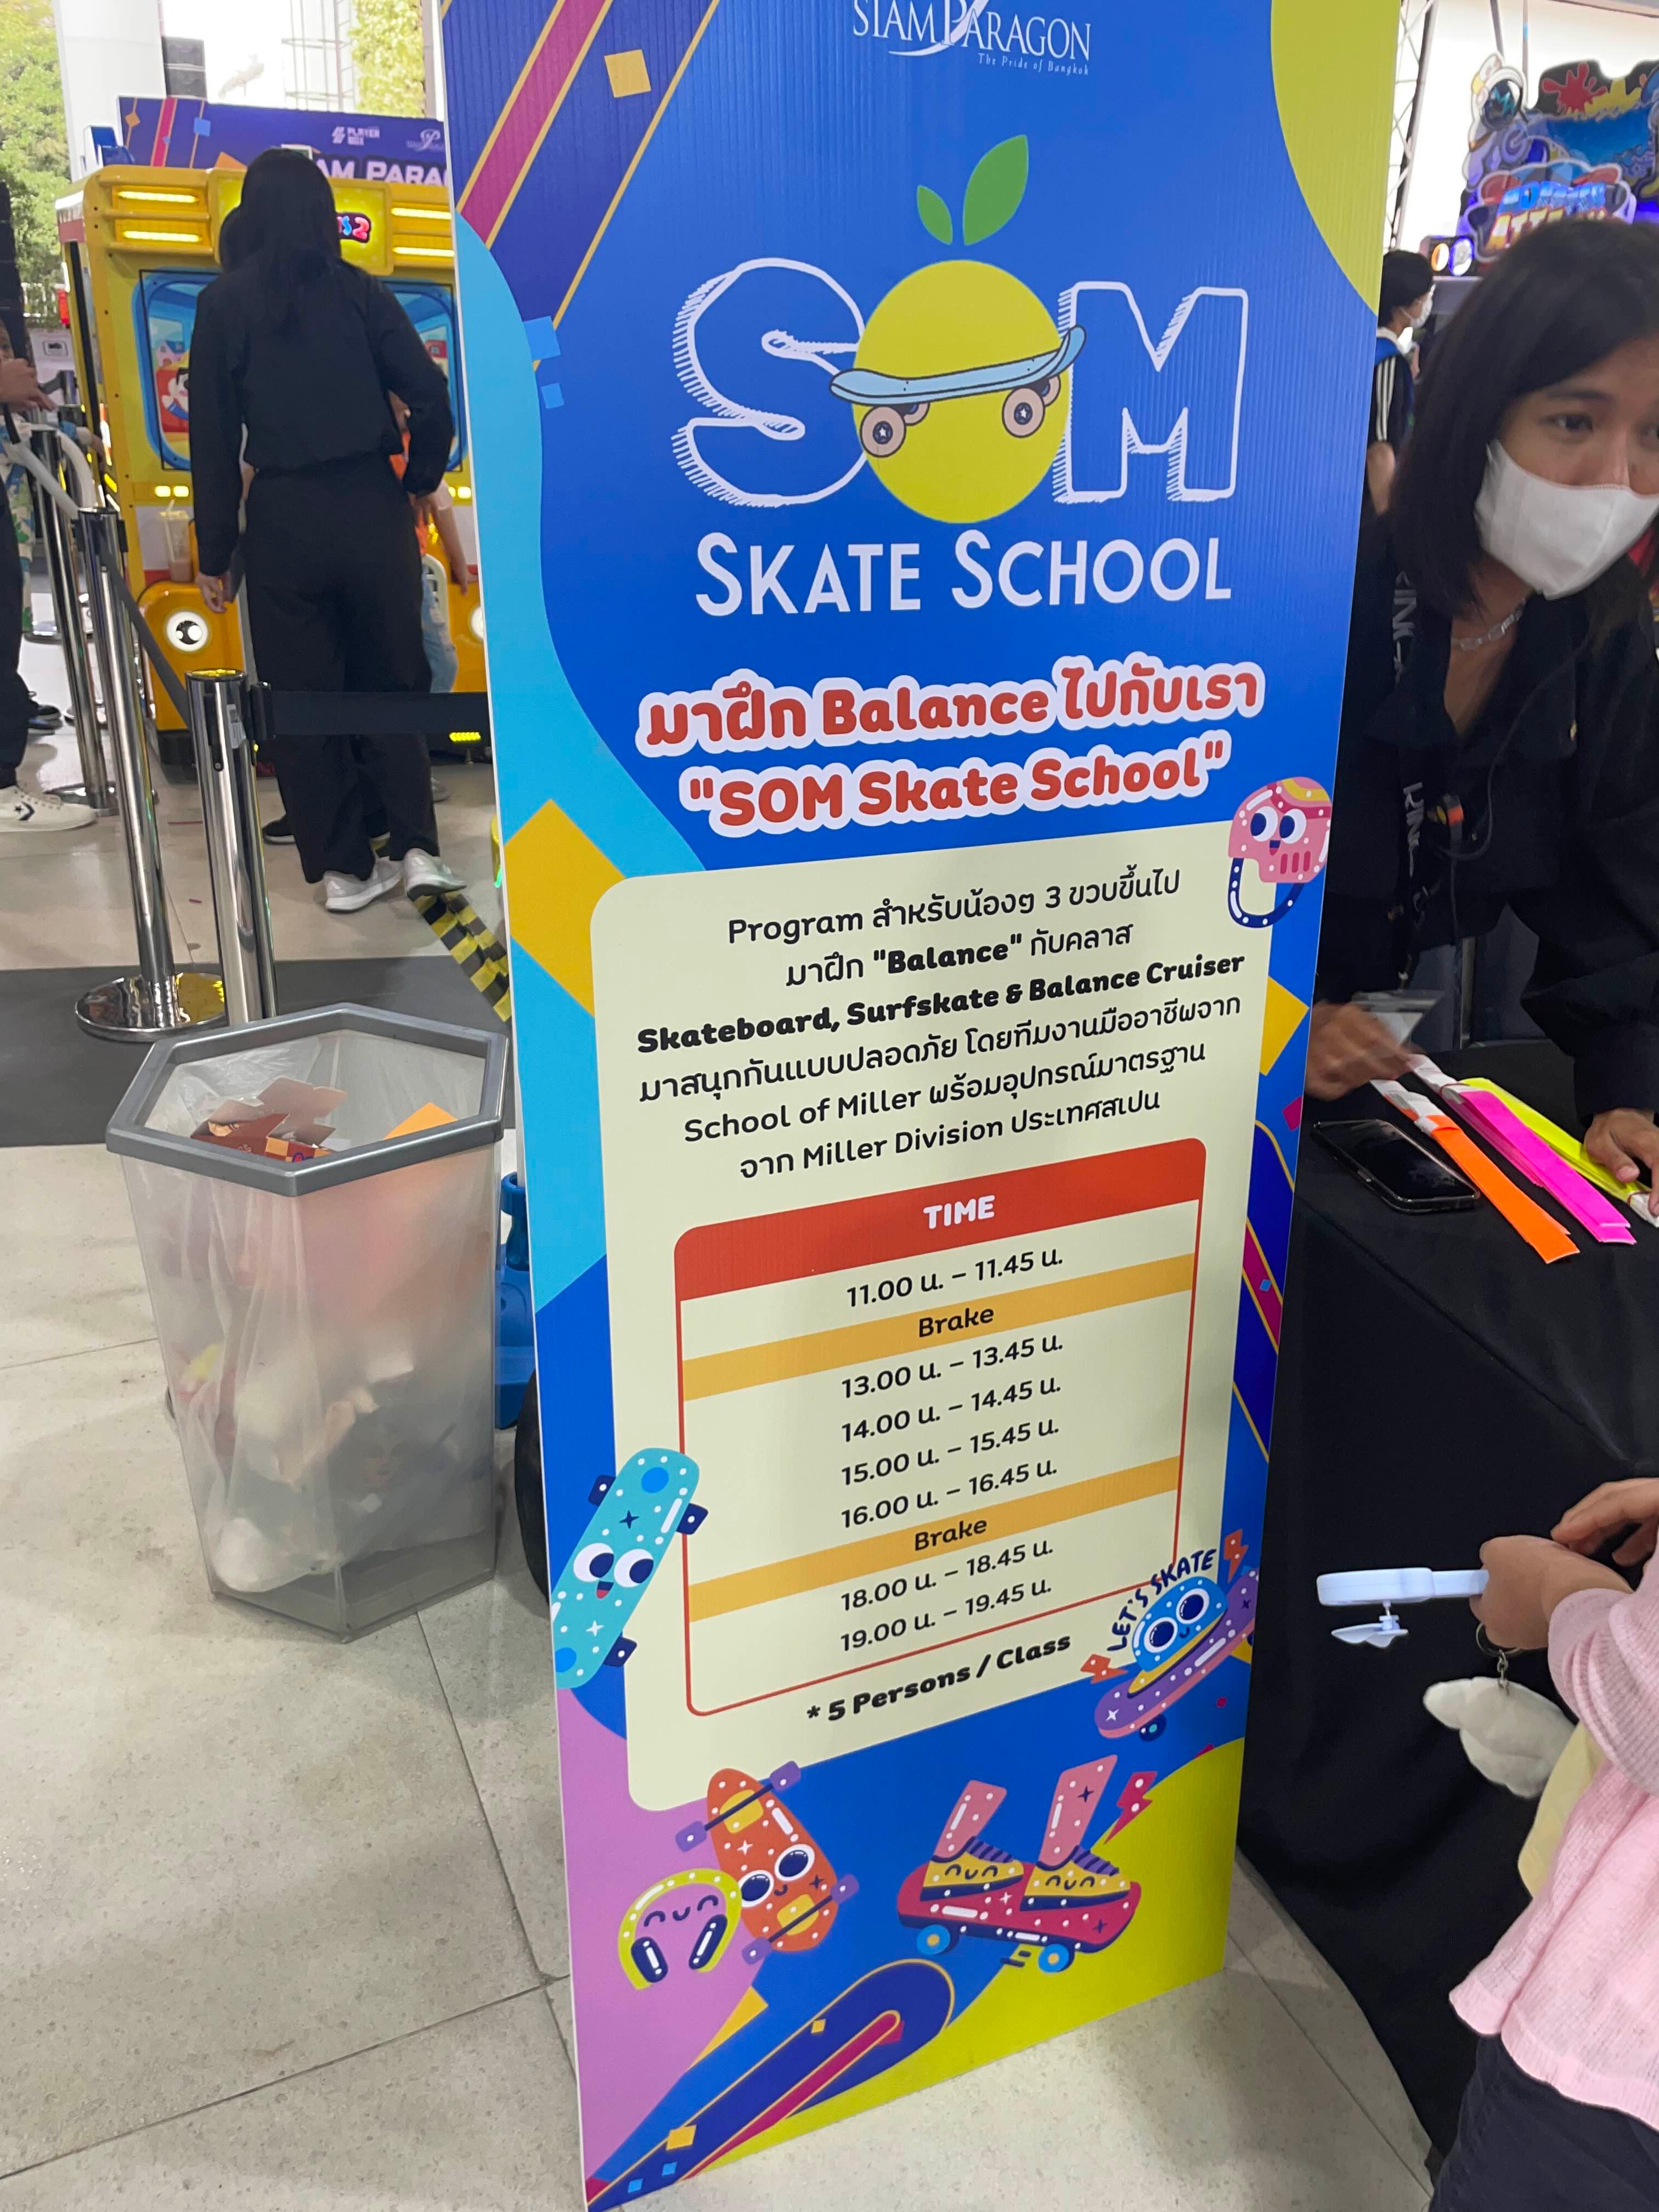 SIAM PARAGON
The Pride of Bangkok
SOM
SKATE SCHOOL
มาฝึก Balance ไปกับเรา
"SOM Skate School"
Program สำหรับน้องๆ 3 ขวบขึ้นไป
มาฝึก "Balance" กับคลาส
Skateboard, Surfskate & Balance Cruiser
มาสนุกกันแบบปลอดภัย โดยทีมงานมืออาชีพจาก
School of Miller พร้อมอุปกรณ์มาตรฐาน
จาก Miller Division ประเทศสเปน
TIME
11.00 น. – 11.45 น.
Brake
13.00 น. – 13.45 น.
14.00 น. – 14.45 น.
15.00 น. – 15.45 น.
16.00 น. – 16.45 น.
Brake
18.00 น. – 18.45 น.
19.00 น. – 19.45 น.
* 5 Persons / Class
LET'S SKATE
PLAYER
BOX